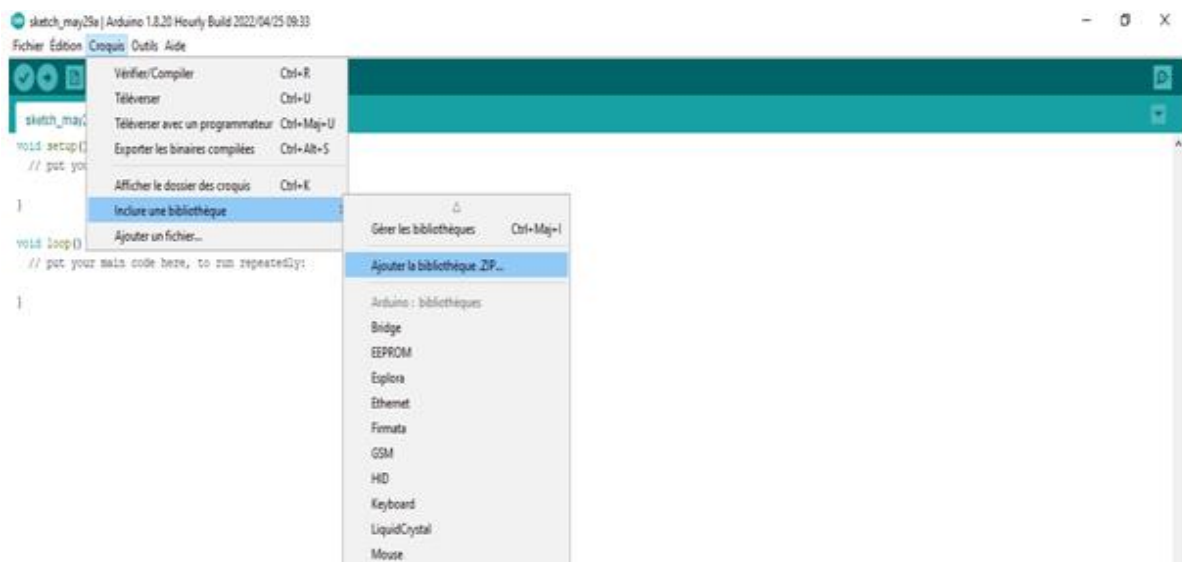 sketch_may29a | Arduino 1.8.20 Hourly Build 2022/04/25 09:33
Fichier Édition Croquis Outils Aide
Vérifier/Compiler Ctrl+R
Téléverser Ctrl+U
Téléverser avec un programmateur Ctrl+Maj+U
Exporter les binaires compilées Ctrl+Alt+S
Afficher le dossier des croquis Ctrl+K
Inclure une bibliothèque
Ajouter un fichier...
sketch_may2
void setup()
// put you
}
void loop()
// put your main code here, to run repeatedly:
}
Gérer les bibliothèques Ctrl+Maj+I
Ajouter la bibliothèque .ZIP...
Arduino : bibliothèques
Bridge
EEPROM
Esplora
Ethernet
Firmata
GSM
HID
Keyboard
LiquidCrystal
Mouse